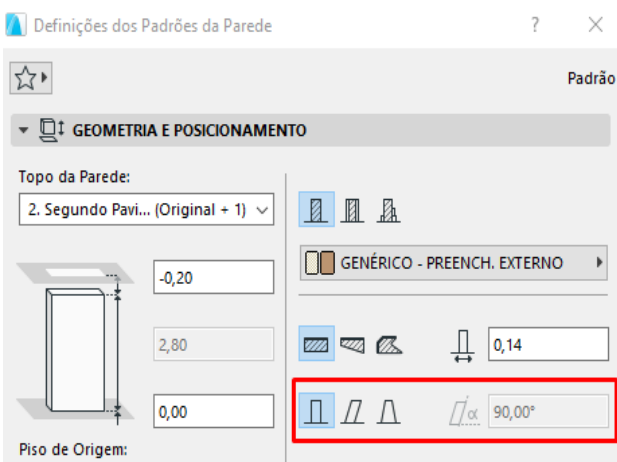 Definições dos Padrões da Parede ?
Padrão
GEOMETRIA E POSICIONAMENTO
Topo da Parede:
2. Segundo Pavi... (Original + 1)
GENÉRICO - PREENCH. EXTERNO
-0,20
2,80
0,14
0,00
α 90,00°
Piso de Origem: